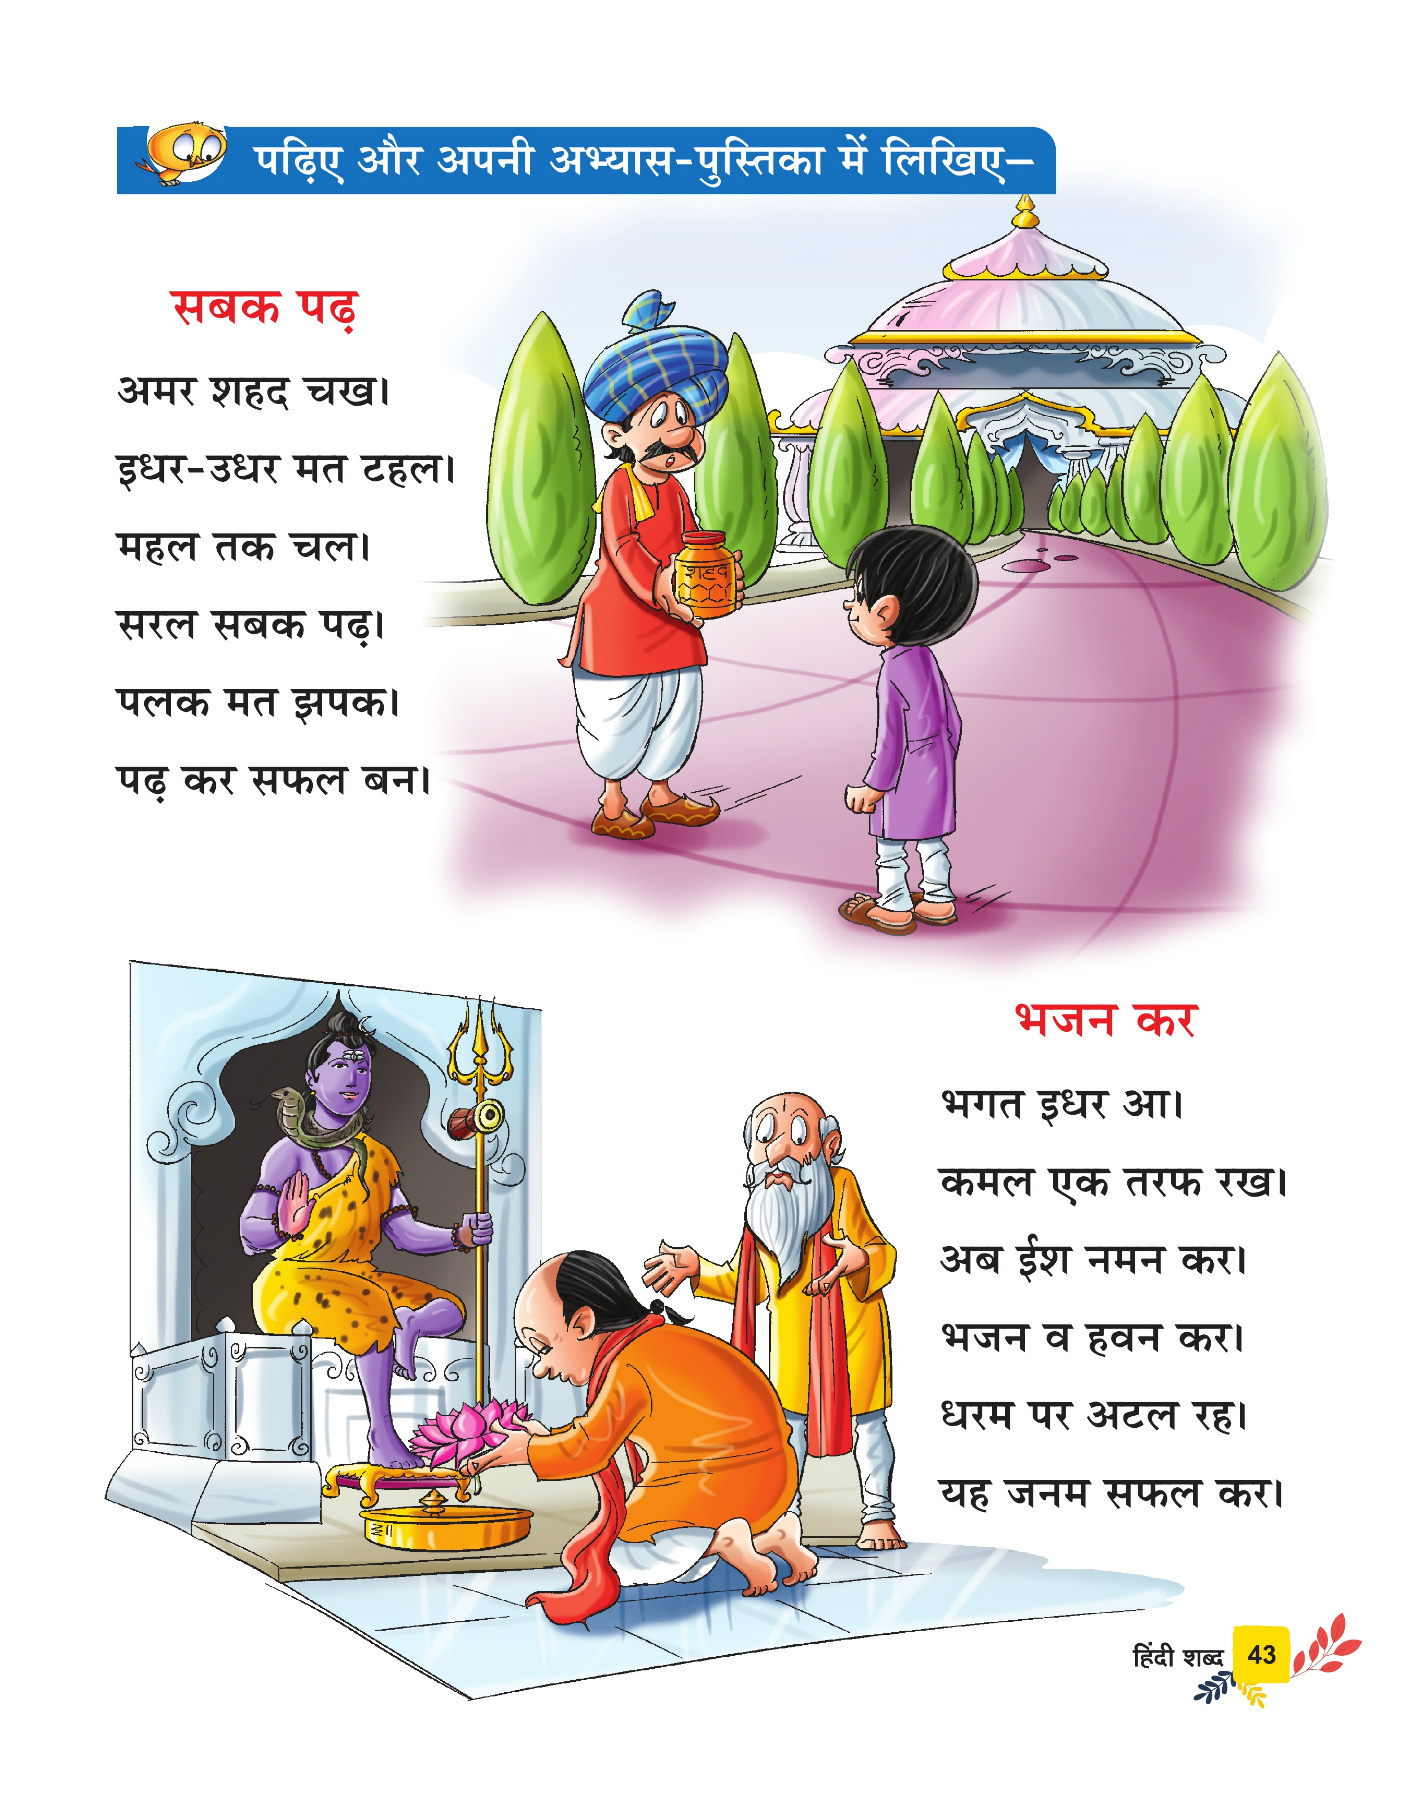 पढ़िए और अपनी अभ्यास-पुस्तिका में लिखिए–
सबक पढ़
अमर शहद चख।
इधर-उधर मत टहल।
महल तक चल।
सरल सबक पढ़।
पलक मत झपक।
पढ़ कर सफल बन।
शहद
भजन कर
भगत इधर आ।
कमल एक तरफ रख।
अब ईश नमन कर।
भजन व हवन कर।
धरम पर अटल रह।
यह जनम सफल कर।
हिंदी शब्द 43